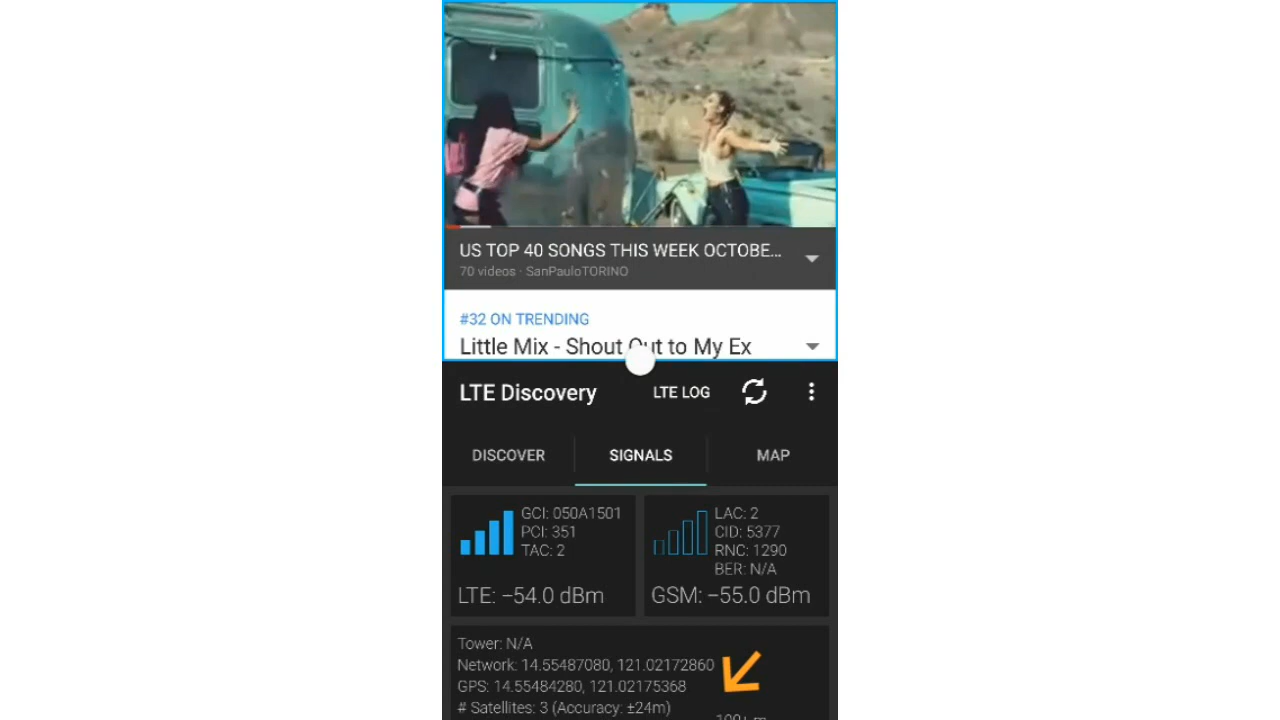 US TOP 40 SONGS THIS WEEK OCTOBE...
70 videos · SanPauloTORINO
#32 ON TRENDING
Little Mix - Shout Out to My Ex
LTE Discovery LTE LOG
DISCOVER SIGNALS MAP
GCI: 050A1501
PCI: 351
TAC: 2
LTE: −54.0 dBm
LAC: 2
CID: 5377
RNC: 1290
BER: N/A
GSM: −55.0 dBm
Tower: N/A
Network: 14.55487080, 121.02172860
GPS: 14.55484280, 121.02175368
# Satellites: 3 (Accuracy: ±24m)